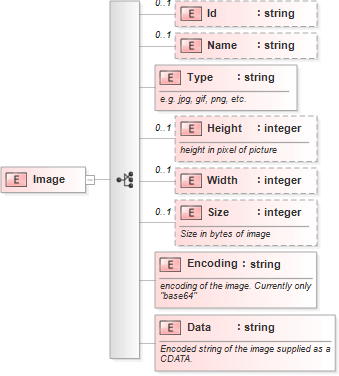 0..1
E Id : string
0..1
E Name : string
E Type : string
e.g. jpg, gif, png, etc.
0..1
E Height : integer
height in pixel of picture
E Image
0..1
E Width : integer
0..1
E Size : integer
Size in bytes of image
E Encoding : string
encoding of the image. Currently only
"base64"
E Data : string
Encoded string of the image supplied as a
CDATA.